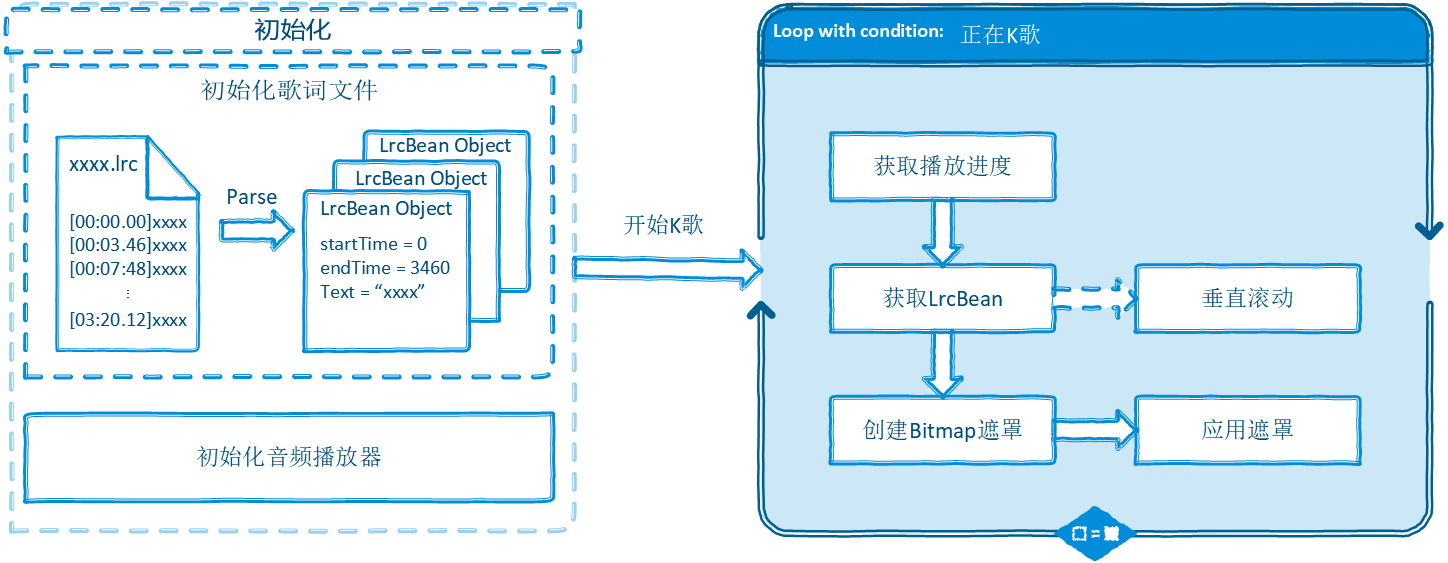 初始化
初始化歌词文件
xxxx.lrc
[00:00.00]xxxx
[00:03.46]xxxx
[00:07:48]xxxx
⋮
[03:20.12]xxxx
Parse
LrcBean Object
LrcBean Object
LrcBean Object
startTime = 0
endTime = 3460
Text = “xxxx”
初始化音频播放器
开始K歌
Loop with condition: 正在K歌
获取播放进度
获取LrcBean
垂直滚动
创建Bitmap遮罩
应用遮罩
=